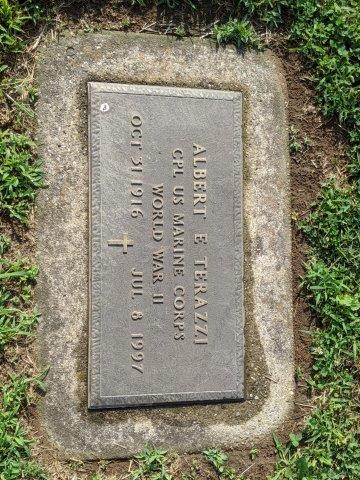 ALBERT E TERAZZI
CPL US MARINE CORPS
WORLD WAR II
OCT 31 1916 JUL 8 1997